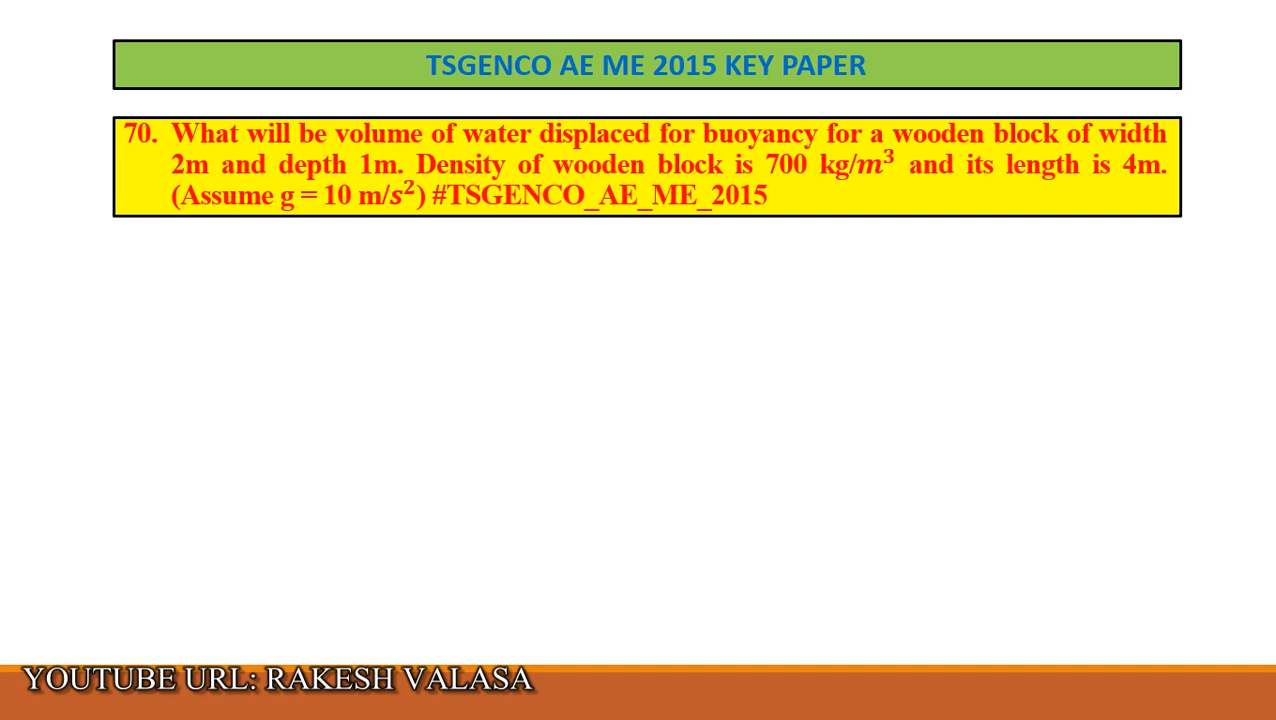 TSGENCO AE ME 2015 KEY PAPER
70. What will be volume of water displaced for buoyancy for a wooden block of width
2m and depth 1m. Density of wooden block is 700 kg/m³ and its length is 4m.
(Assume g = 10 m/s²) #TSGENCO_AE_ME_2015
YOUTUBE URL: RAKESH VALASA